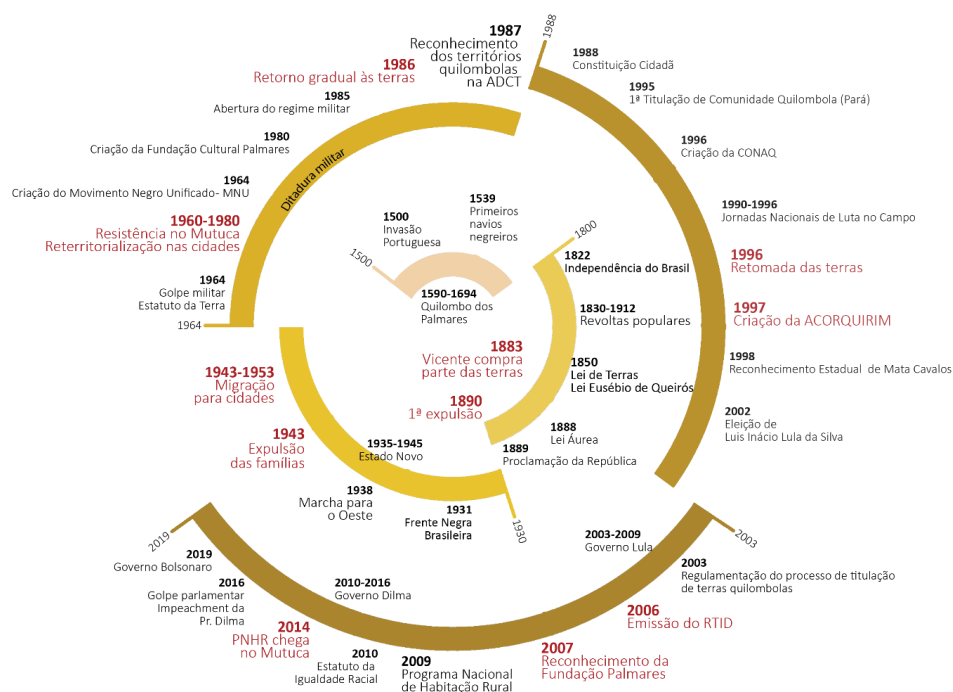 1500
1500
Invasão
Portuguesa
1539
Primeiros
navios
negreiros
1590-1694
Quilombo dos
Palmares
1800
1822
Independência do Brasil
1830-1912
Revoltas populares
1850
Lei de Terras
Lei Eusébio de Queirós
1883
Vicente compra
parte das terras
1888
Lei Áurea
1890
1ª expulsão
1889
Proclamação da República
1930
1931
Frente Negra
Brasileira
1935-1945
Estado Novo
1938
Marcha para
o Oeste
1943
Expulsão
das famílias
1943-1953
Migração
para cidades
1964
1964
Golpe militar
Estatuto da Terra
1960-1980
Resistência no Mutuca
Reterritorialização nas cidades
1964
Criação do Movimento Negro Unificado- MNU
Ditadura militar
1980
Criação da Fundação Cultural Palmares
1985
Abertura do regime militar
1986
Retorno gradual às terras
1987
Reconhecimento
dos territórios
quilombolas
na ADCT
1988
1988
Constituição Cidadã
1995
1ª Titulação de Comunidade Quilombola (Pará)
1996
Criação da CONAQ
1990-1996
Jornadas Nacionais de Luta no Campo
1996
Retomada das terras
1997
Criação da ACORQUIRIM
1998
Reconhecimento Estadual de Mata Cavalos
2002
Eleição de
Luis Inácio Lula da Silva
2003
2003
Regulamentação do processo de titulação
de terras quilombolas
2003-2009
Governo Lula
2006
Emissão do RTID
2007
Reconhecimento da
Fundação Palmares
2009
Programa Nacional
de Habitação Rural
2010
Estatuto da
Igualdade Racial
2010-2016
Governo Dilma
2014
PNHR chega
no Mutuca
2016
Golpe parlamentar
Impeachment da
Pr. Dilma
2019
Governo Bolsonaro
2019